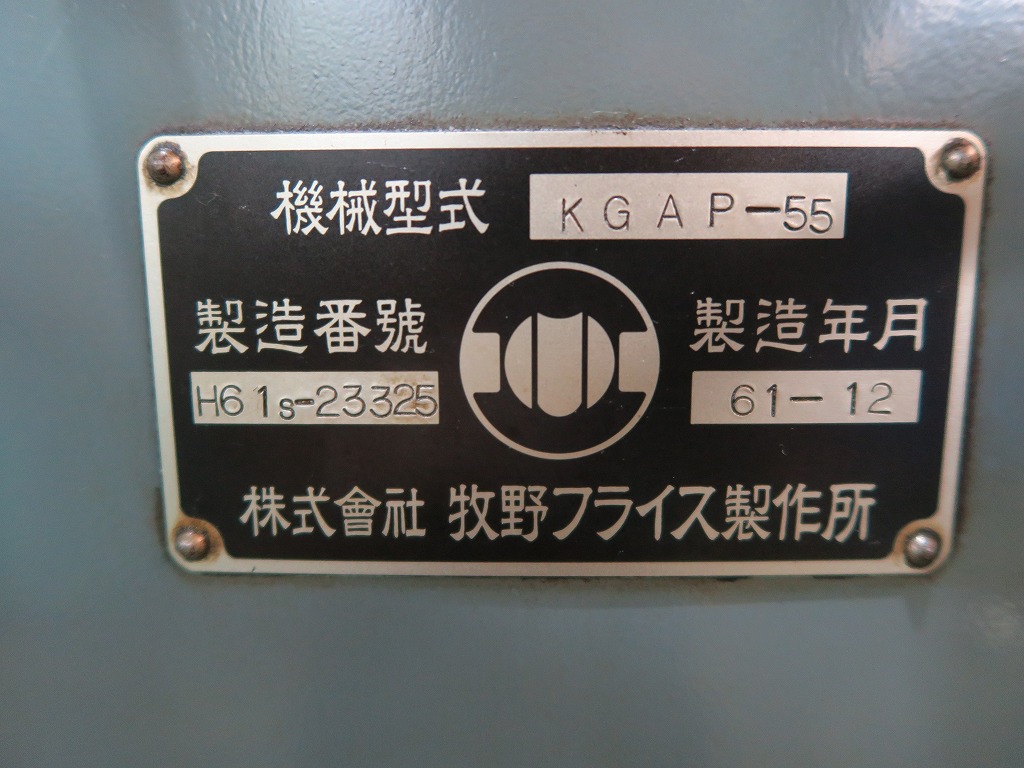 機械型式 KGAP-55
製造番號 製造年月
H61s-23325 61-12
株式會社 牧野フライス製作所